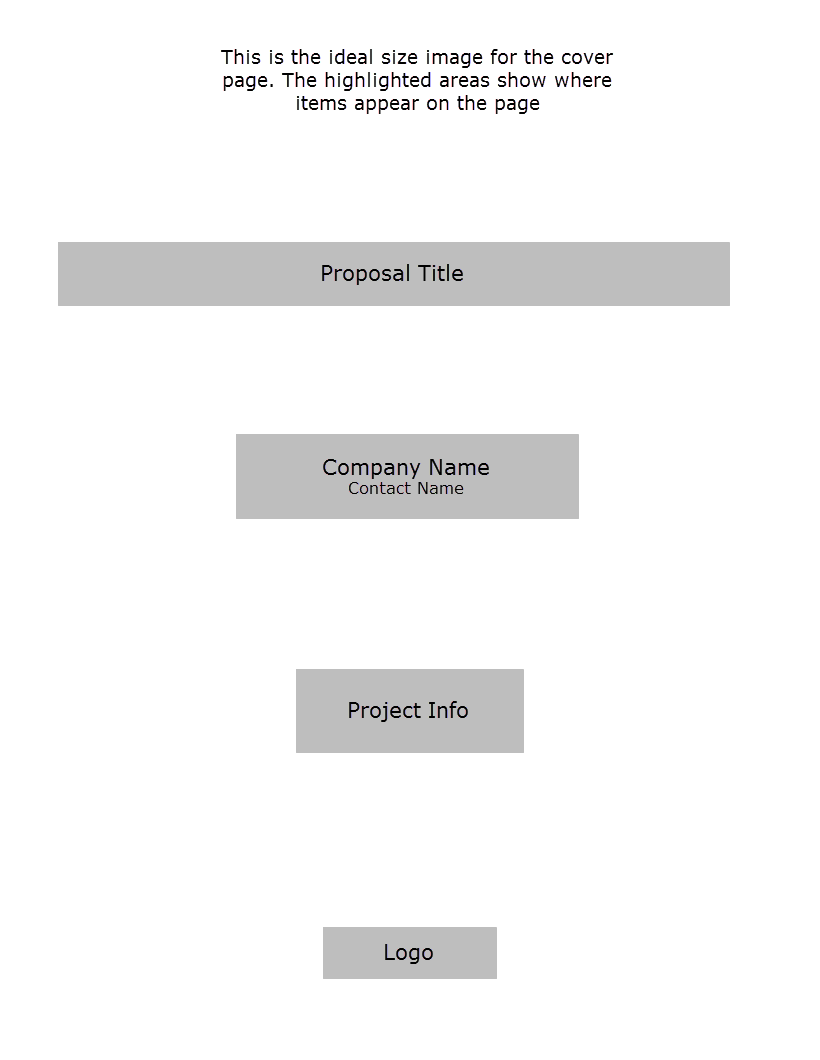 This is the ideal size image for the cover
page. The highlighted areas show where
items appear on the page
Proposal Title
Company Name
Contact Name
Project Info
Logo